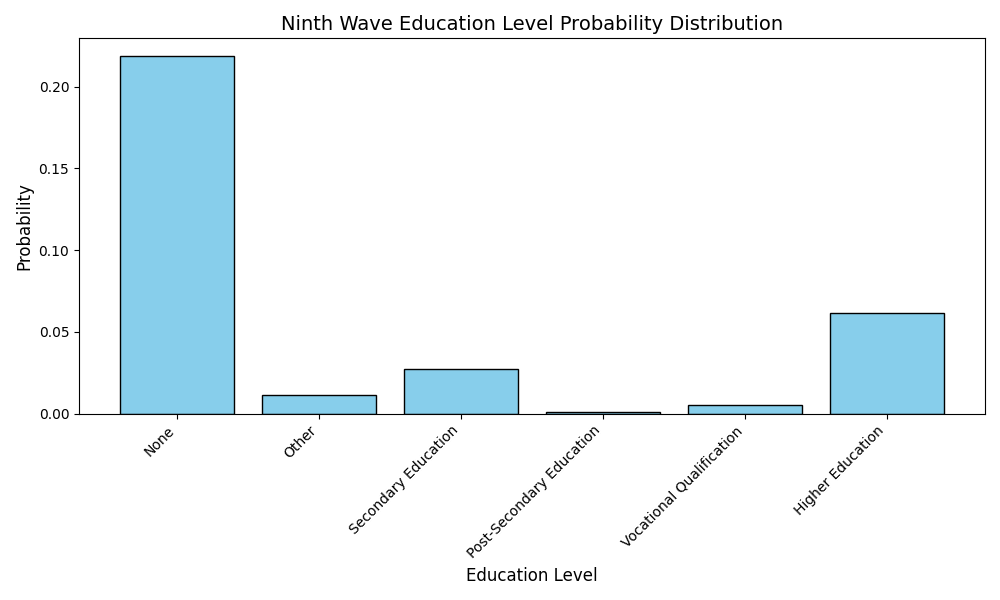 Ninth Wave Education Level Probability Distribution
Probability
0.20
0.15
0.10
0.05
0.00
None
Other
Secondary Education
Post-Secondary Education
Vocational Qualification
Higher Education
Education Level